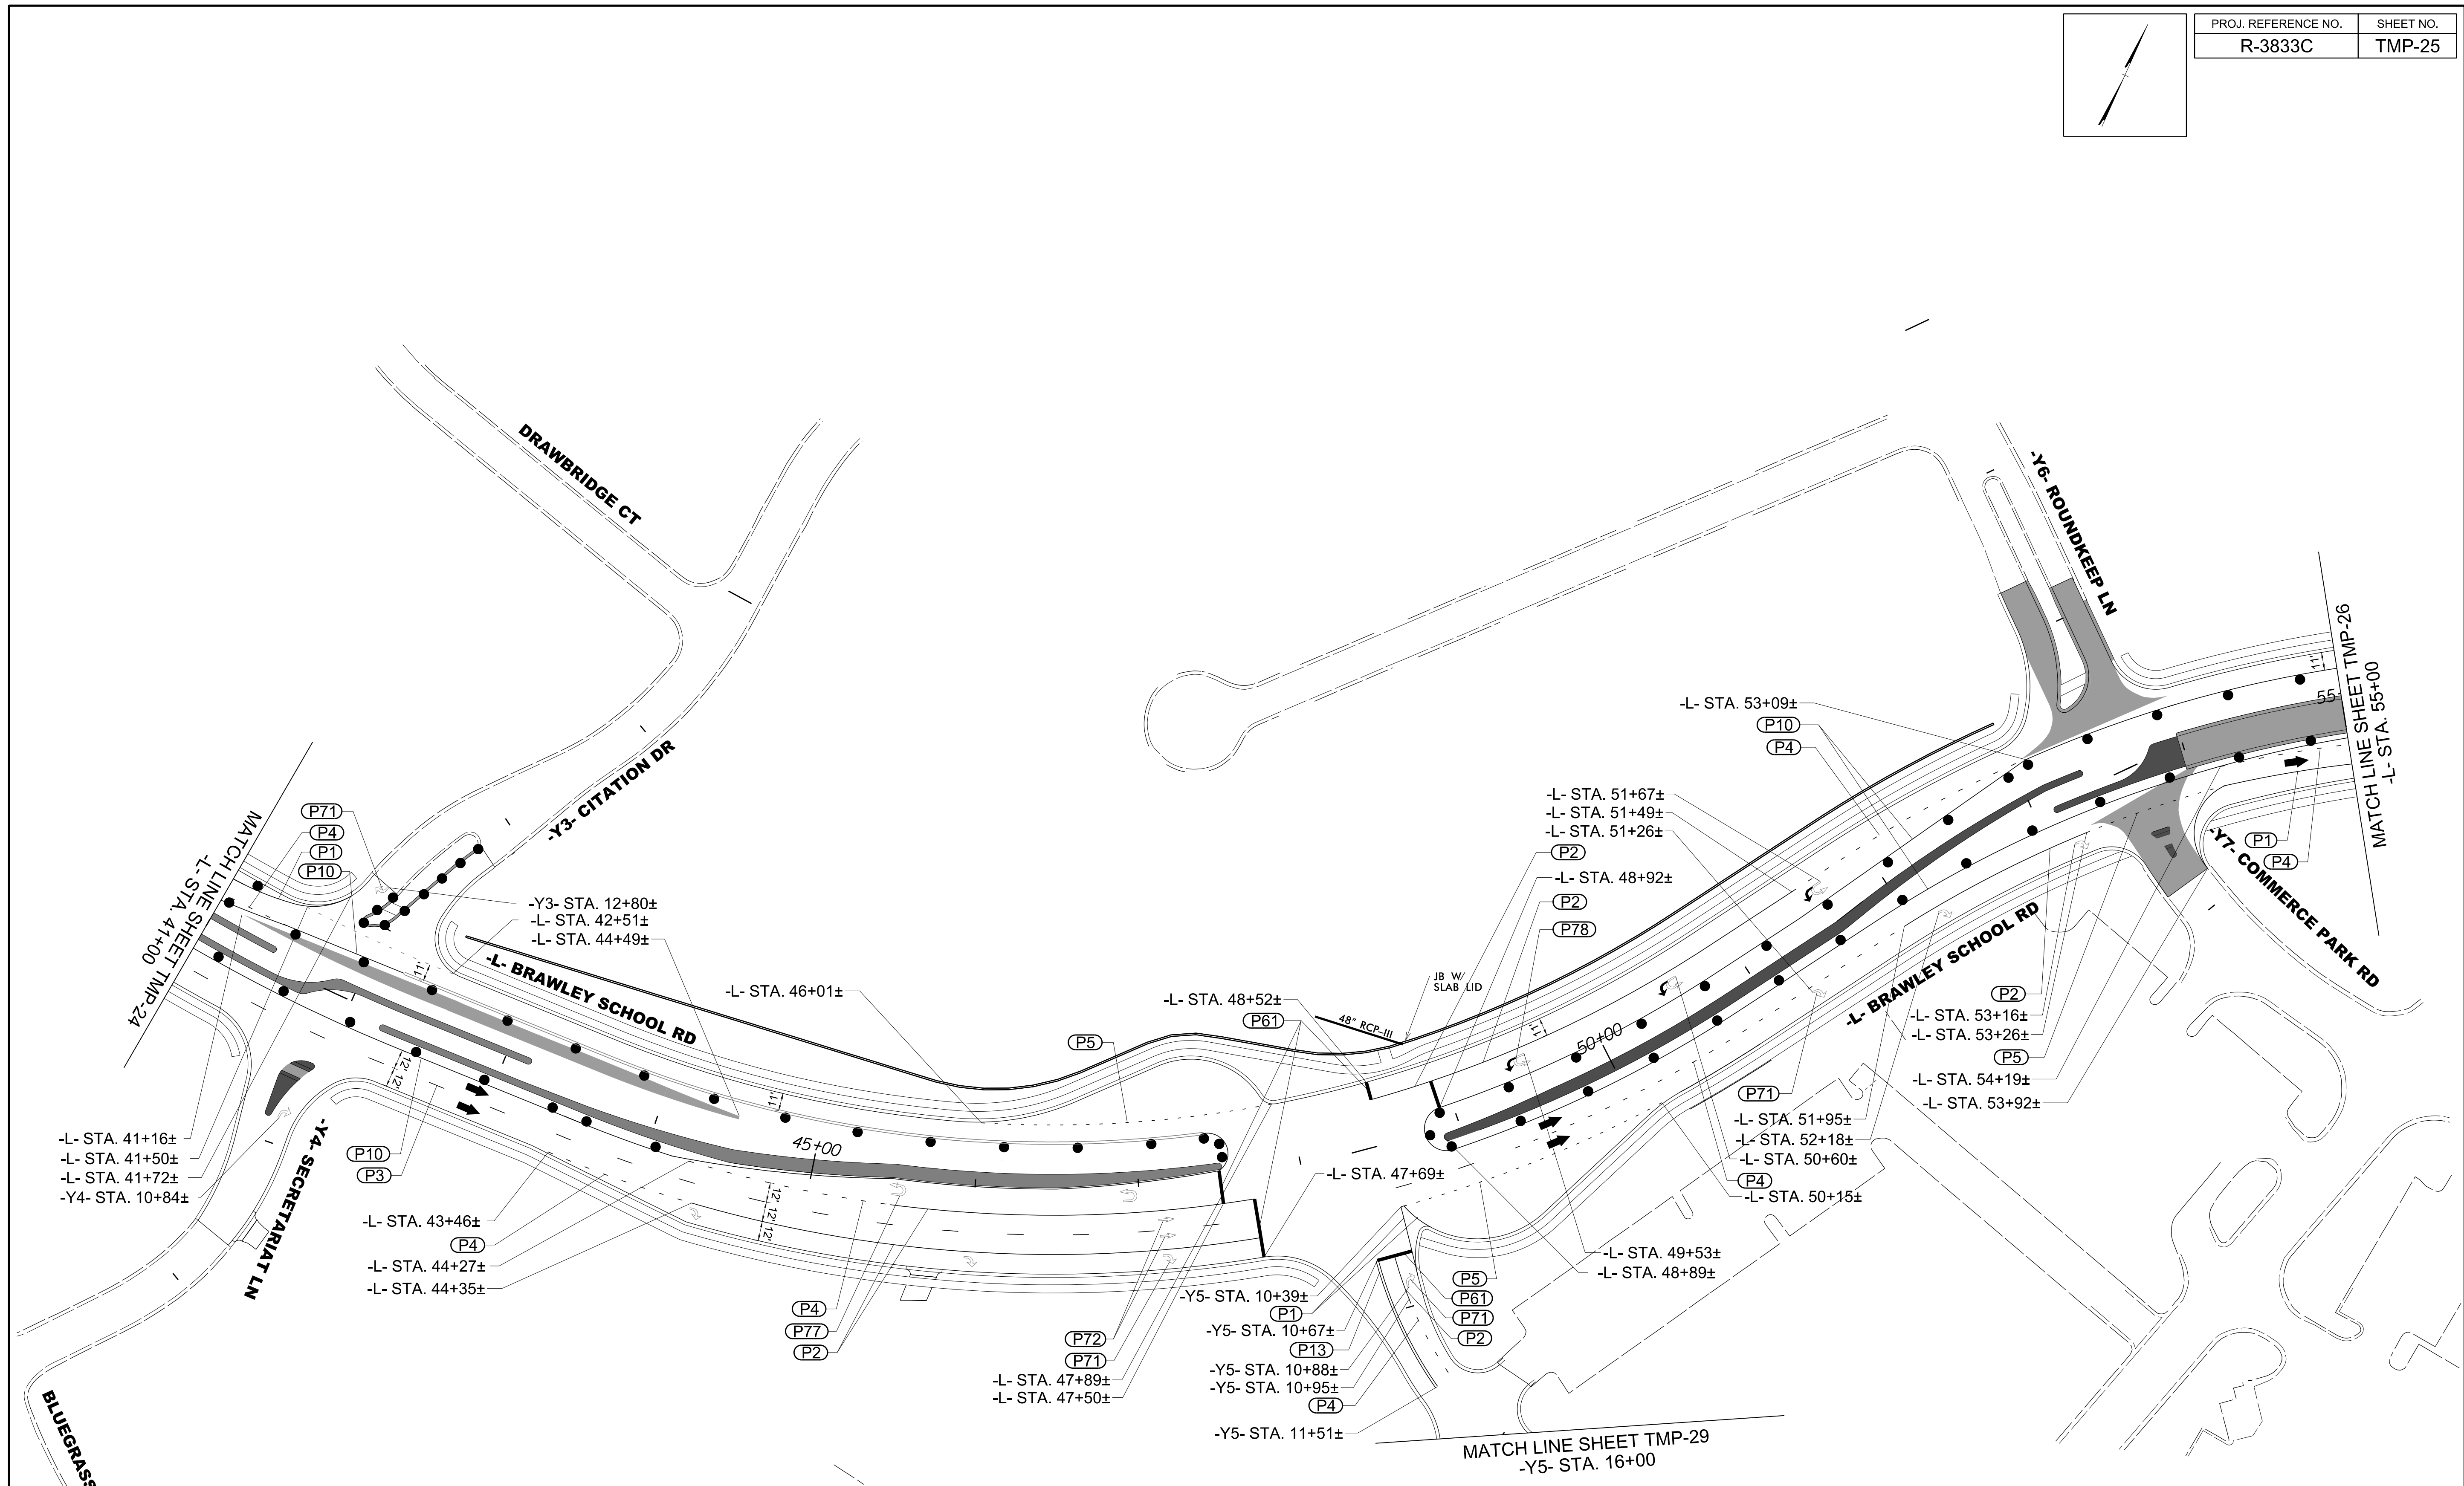 PROJ. REFERENCE NO.
SHEET NO.
R-3833C
TMP-25
DRAWBRIDGE CT
-Y6- ROUNDKEEP LN
-Y3- CITATION DR
MATCH LINE SHEET TMP-24
-L- STA. 41+00
P71
P4
P1
P10
-Y3- STA. 12+80±
-L- STA. 42+51±
-L- STA. 44+49±
11'
-L- BRAWLEY SCHOOL RD
-L- STA. 46+01±
11'
45+00
12' 12'
-L- STA. 41+16±
-L- STA. 41+50±
-L- STA. 41+72±
-Y4- STA. 10+84±
P10
P3
-Y4- SECRETARIAT LN
-L- STA. 43+46±
P4
-L- STA. 44+27±
-L- STA. 44+35±
12' 12' 12'
P4
P77
P2
BLUEGRASS
P5
P72
P71
-L- STA. 47+89±
-L- STA. 47+50±
-L- STA. 48+52±
P61
48" RCP-III
JB W/
SLAB LID
-L- STA. 47+69±
-Y5- STA. 10+39±
P1
-Y5- STA. 10+67±
P13
-Y5- STA. 10+88±
-Y5- STA. 10+95±
P4
-Y5- STA. 11+51±
P5
P61
P71
P2
MATCH LINE SHEET TMP-29
-Y5- STA. 16+00
-L- STA. 53+09±
P10
P4
-L- STA. 51+67±
-L- STA. 51+49±
-L- STA. 51+26±
P2
-L- STA. 48+92±
P2
P78
11'
50+00
-L- STA. 49+53±
-L- STA. 48+89±
P71
-L- STA. 51+95±
-L- STA. 52+18±
-L- STA. 50+60±
P4
-L- STA. 50+15±
-L- BRAWLEY SCHOOL RD
P2
-L- STA. 53+16±
-L- STA. 53+26±
P5
-L- STA. 54+19±
-L- STA. 53+92±
-Y7- COMMERCE PARK RD
P1
P4
11'
55
MATCH LINE SHEET TMP-26
-L- STA. 55+00